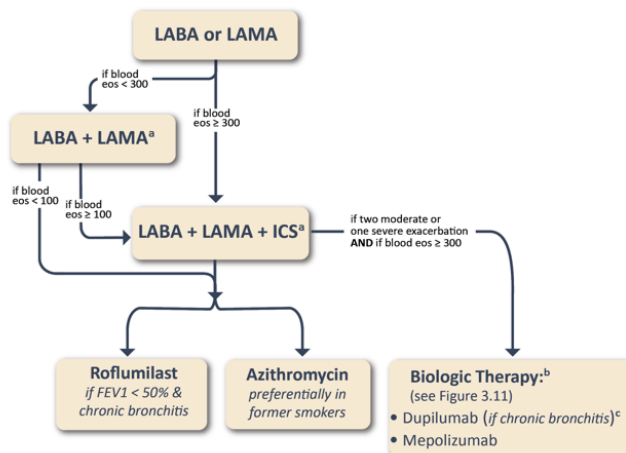 LABA or LAMA
if blood
eos < 300
if blood
eos ≥ 300
LABA + LAMAᵃ
if blood
eos < 100
if blood
eos ≥ 100
LABA + LAMA + ICSᵃ
if two moderate or
one severe exacerbation
AND if blood eos ≥ 300
Roflumilast
if FEV1 < 50% &
chronic bronchitis
Azithromycin
preferentially in
former smokers
Biologic Therapy:ᵇ
(see Figure 3.11)
• Dupilumab (if chronic bronchitis)ᶜ
• Mepolizumab